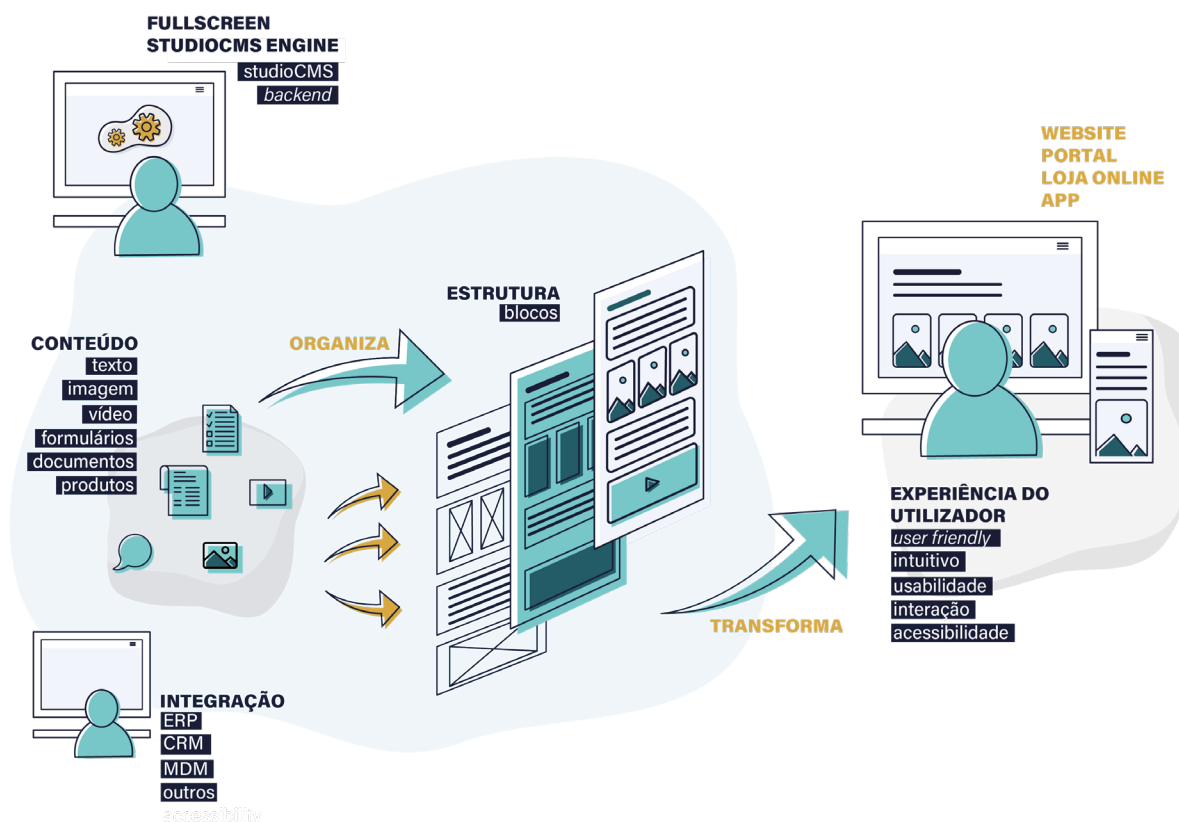 FULLSCREEN
STUDIOCMS ENGINE
studioCMS
backend
WEBSITE
PORTAL
LOJA ONLINE
APP
ESTRUTURA
blocos
CONTEÚDO
texto
imagem
vídeo
formulários
documentos
produtos
ORGANIZA
TRANSFORMA
EXPERIÊNCIA DO
UTILIZADOR
user friendly
intuitivo
usabilidade
interação
acessibilidade
INTEGRAÇÃO
ERP
CRM
MDM
outros
accessibility